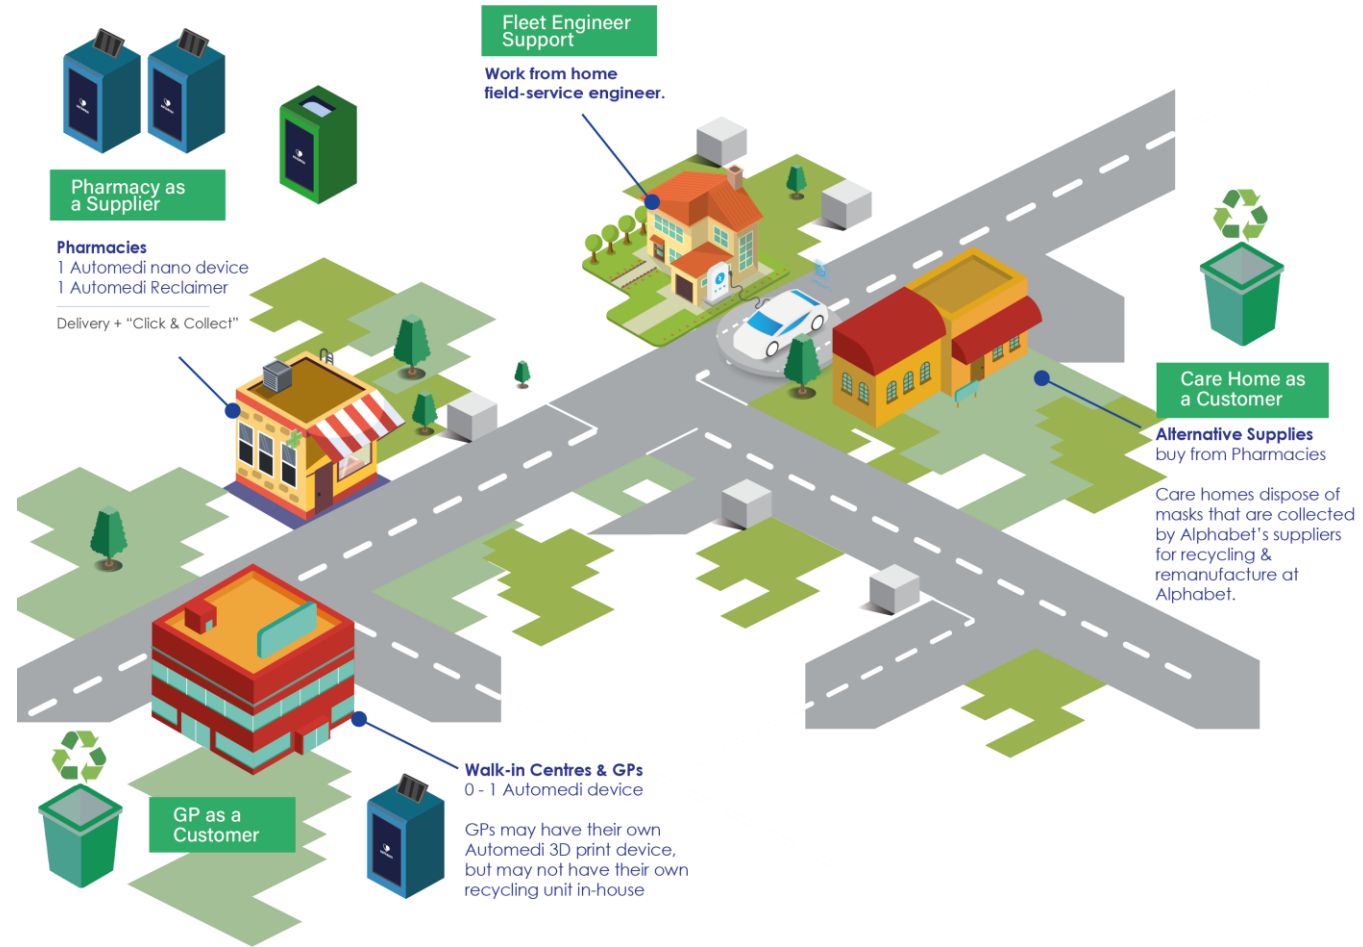 Fleet Engineer
Support
Work from home
field-service engineer.
Pharmacy as
a Supplier
Pharmacies
1 Automedi nano device
1 Automedi Reclaimer
Delivery + “Click & Collect”
Care Home as
a Customer
Alternative Supplies
buy from Pharmacies
Care homes dispose of
masks that are collected
by Alphabet’s suppliers
for recycling &
remanufacture at
Alphabet.
GP as a
Customer
Walk-in Centres & GPs
0 - 1 Automedi device
GPs may have their own
Automedi 3D print device,
but may not have their own
recycling unit in-house